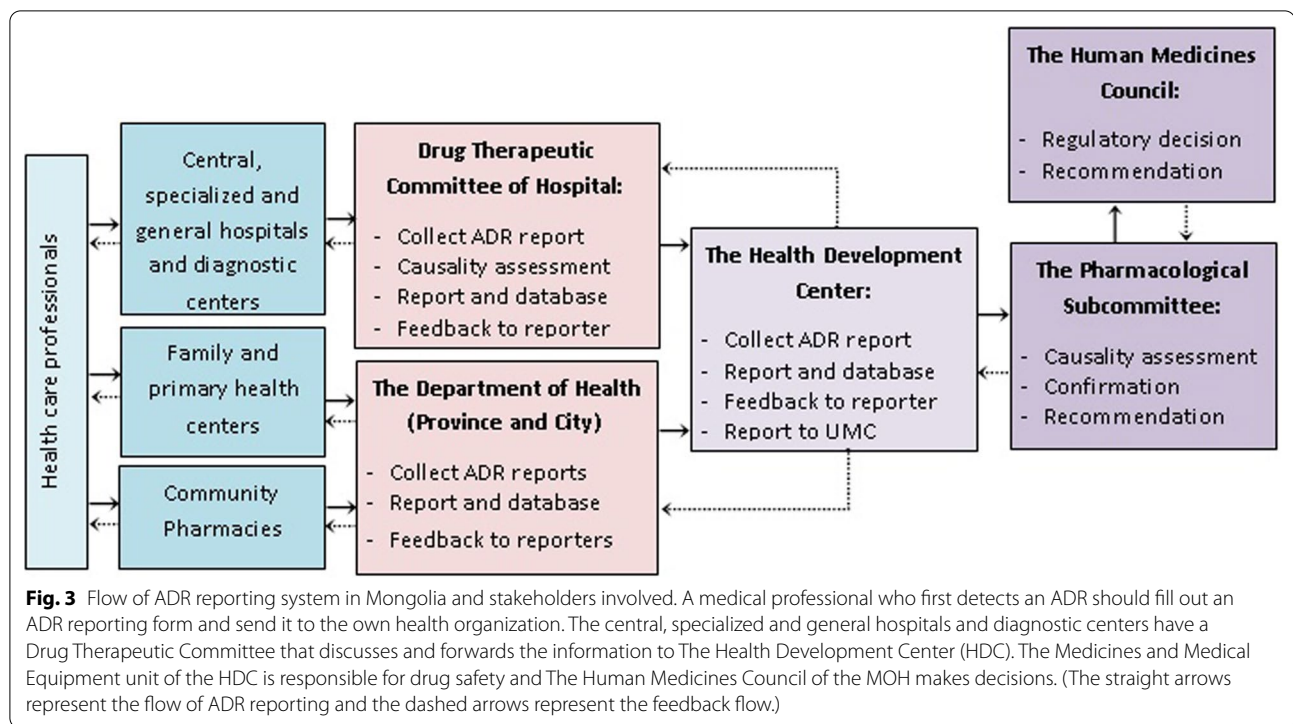 Health care professionals
Central,
specialized and
general hospitals
and diagnostic
centers
Family and
primary health
centers
Community
Pharmacies
Drug Therapeutic
Committee of Hospital:
- Collect ADR report
- Causality assessment
- Report and database
- Feedback to reporter
The Department of Health
(Province and City)
- Collect ADR reports
- Report and database
- Feedback to reporters
The Health Development
Center:
- Collect ADR report
- Report and database
- Feedback to reporter
- Report to UMC
The Human Medicines
Council:
- Regulatory decision
- Recommendation
The Pharmacological
Subcommittee:
- Causality assessment
- Confirmation
- Recommendation
Fig. 3 Flow of ADR reporting system in Mongolia and stakeholders involved. A medical professional who first detects an ADR should fill out an
ADR reporting form and send it to the own health organization. The central, specialized and general hospitals and diagnostic centers have a
Drug Therapeutic Committee that discusses and forwards the information to The Health Development Center (HDC). The Medicines and Medical
Equipment unit of the HDC is responsible for drug safety and The Human Medicines Council of the MOH makes decisions. (The straight arrows
represent the flow of ADR reporting and the dashed arrows represent the feedback flow.)